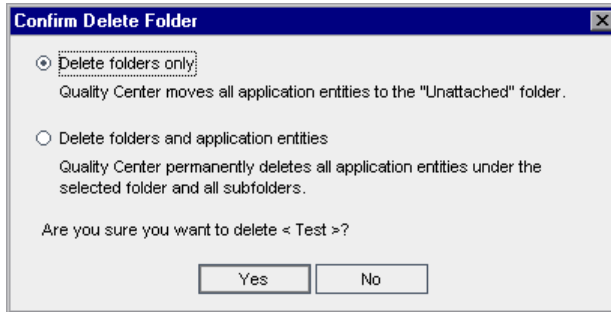 Confirm Delete Folder
Delete folders only
Quality Center moves all application entities to the "Unattached" folder.
Delete folders and application entities
Quality Center permanently deletes all application entities under the
selected folder and all subfolders.
Are you sure you want to delete < Test >?
Yes
No